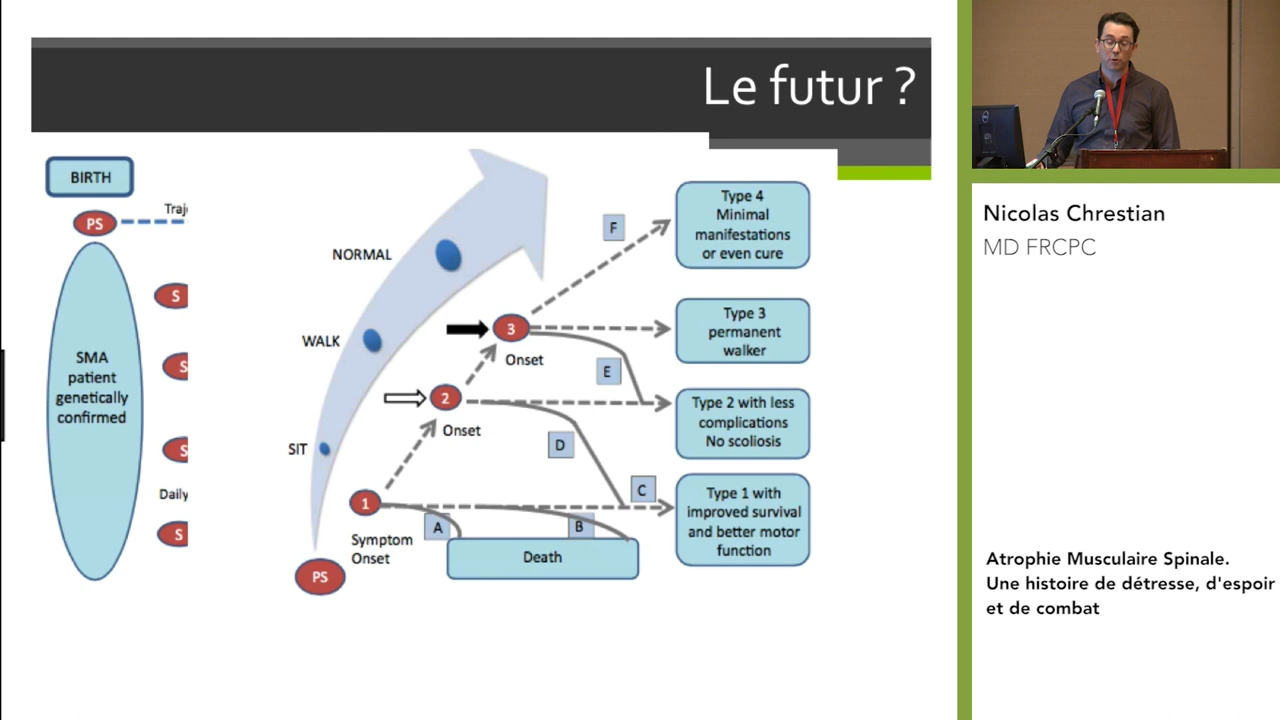 Le futur ?
BIRTH
PS
Traj
SMA
patient
genetically
confirmed
S
S
S
Daily
S
NORMAL
WALK
SIT
PS
1
Symptom
Onset
2
Onset
3
Onset
A
B
C
D
E
F
Death
Type 4
Minimal
manifestations
or even cure
Type 3
permanent
walker
Type 2 with less
complications
No scoliosis
Type 1 with
improved survival
and better motor
function
Nicolas Chrestian
MD FRCPC
Atrophie Musculaire Spinale.
Une histoire de détresse, d'espoir
et de combat